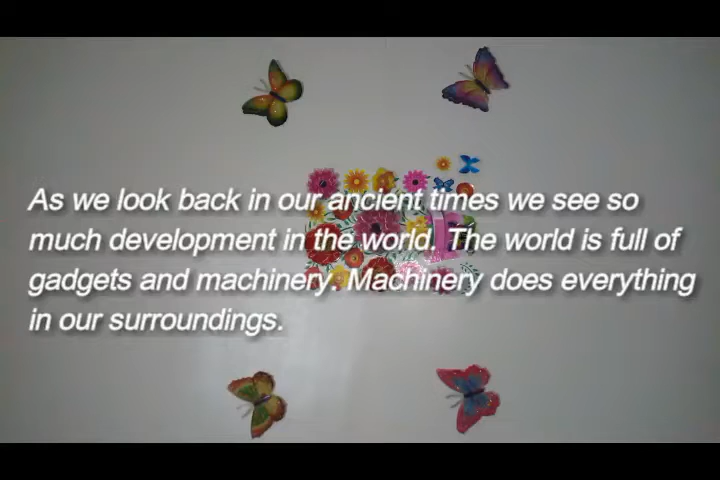 As we look back in our ancient times we see so
much development in the world. The world is full of
gadgets and machinery. Machinery does everything
in our surroundings.